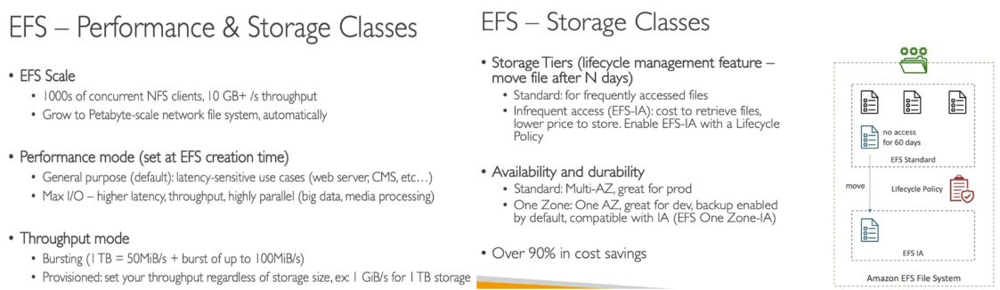 EFS – Performance & Storage Classes
• EFS Scale
• 1000s of concurrent NFS clients, 10 GB+ /s throughput
• Grow to Petabyte-scale network file system, automatically
• Performance mode (set at EFS creation time)
• General purpose (default): latency-sensitive use cases (web server, CMS, etc…)
• Max I/O – higher latency, throughput, highly parallel (big data, media processing)
• Throughput mode
• Bursting (1 TB = 50MiB/s + burst of up to 100MiB/s)
• Provisioned: set your throughput regardless of storage size, ex: 1 GiB/s for 1 TB storage
EFS – Storage Classes
• Storage Tiers (lifecycle management feature –
move file after N days)
• Standard: for frequently accessed files
• Infrequent access (EFS-IA): cost to retrieve files,
lower price to store. Enable EFS-IA with a Lifecycle
Policy
• Availability and durability
• Standard: Multi-AZ, great for prod
• One Zone: One AZ, great for dev, backup enabled
by default, compatible with IA (EFS One Zone-IA)
• Over 90% in cost savings
no access
for 60 days
EFS Standard
move
Lifecycle Policy
EFS IA
Amazon EFS File System